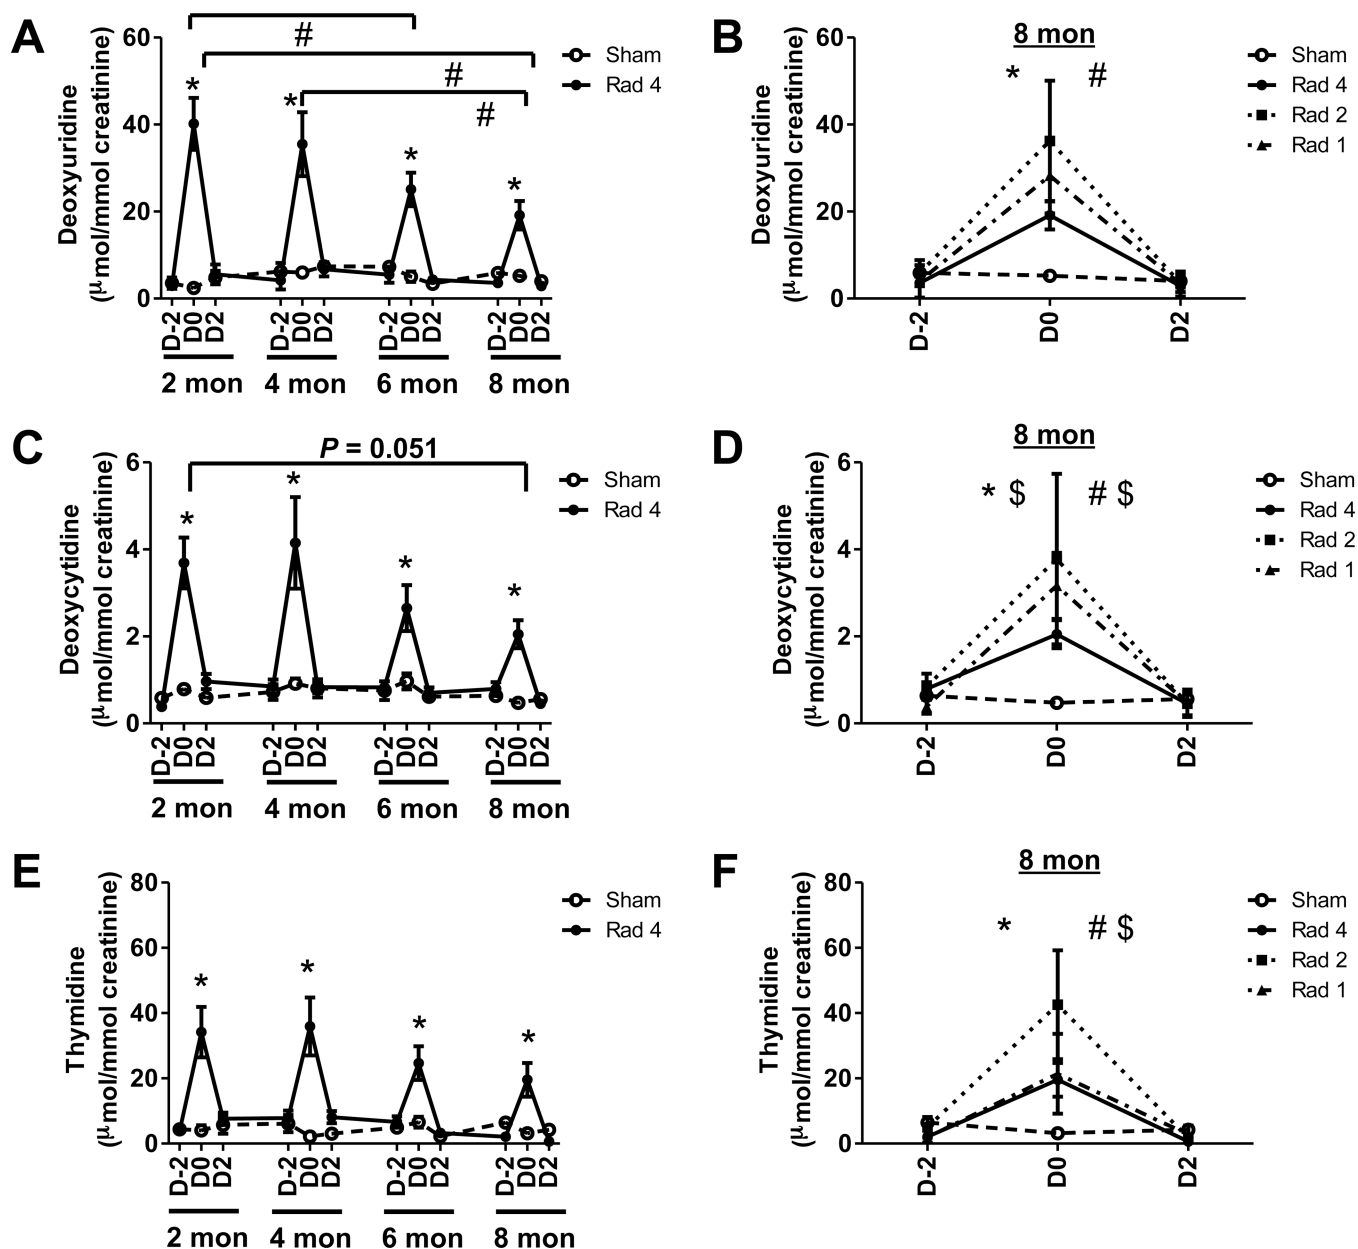 A
Deoxyuridine
(µmol/mmol creatinine)
60
40
20
0
#
#
#
*
*
*
*
Sham
Rad 4
D-2
D0
D2
D-2
D0
D2
D-2
D0
D2
D-2
D0
D2
2 mon
4 mon
6 mon
8 mon
B
8 mon
Deoxyuridine
(µmol/mmol creatinine)
60
40
20
0
* #
Sham
Rad 4
Rad 2
Rad 1
D-2
D0
D2
C
P = 0.051
Deoxycytidine
(µmol/mmol creatinine)
6
4
2
0
*
*
*
*
Sham
Rad 4
D-2
D0
D2
D-2
D0
D2
D-2
D0
D2
D-2
D0
D2
2 mon
4 mon
6 mon
8 mon
D
8 mon
Deoxycytidine
(µmol/mmol creatinine)
6
4
2
0
* $ # $
Sham
Rad 4
Rad 2
Rad 1
D-2
D0
D2
E
Thymidine
(µmol/mmol creatinine)
80
60
40
20
0
*
*
*
*
Sham
Rad 4
D-2
D0
D2
D-2
D0
D2
D-2
D0
D2
D-2
D0
D2
2 mon
4 mon
6 mon
8 mon
F
8 mon
Thymidine
(µmol/mmol creatinine)
80
60
40
20
0
* # $
Sham
Rad 4
Rad 2
Rad 1
D-2
D0
D2